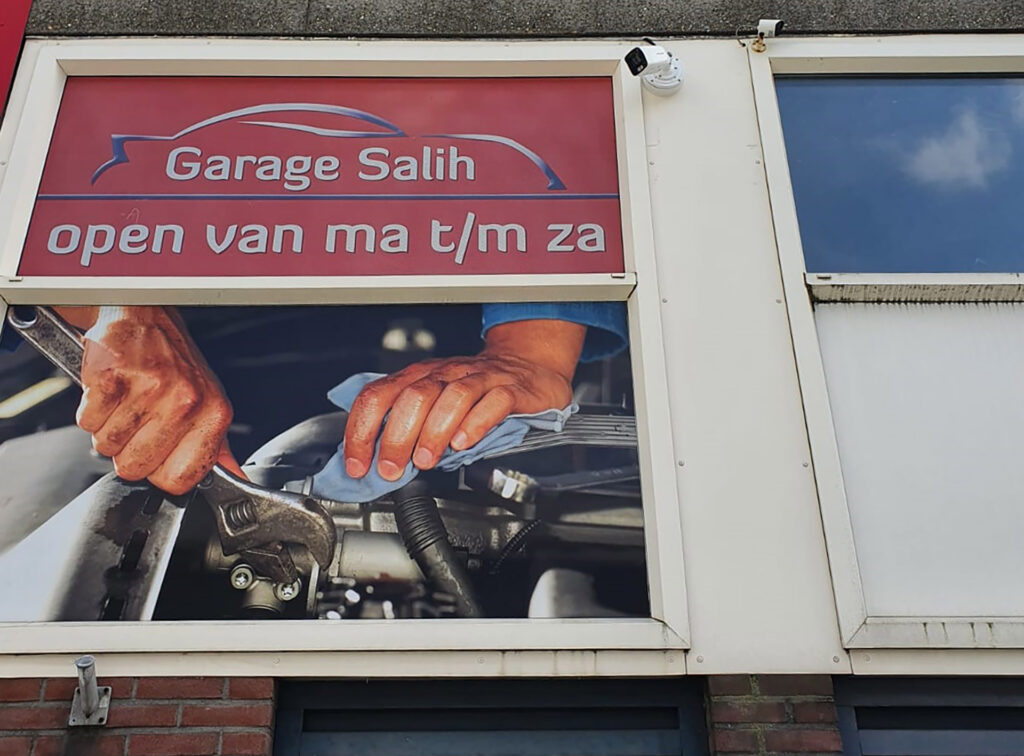 Garage Salih
open van ma t/m za